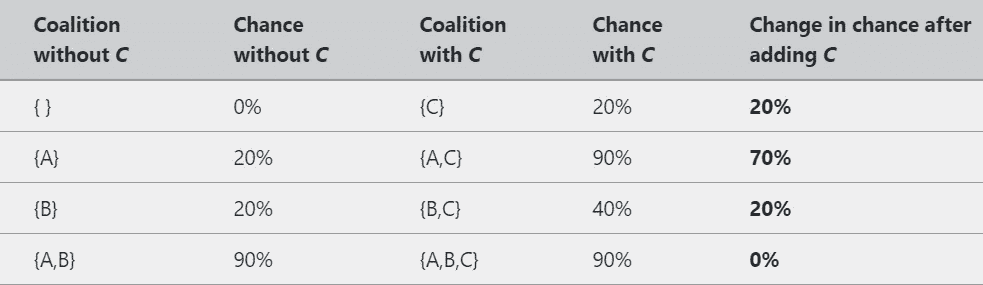 Coalition without C Chance without C Coalition with C Chance with C Change in chance after adding C
{ } 0% {C} 20% 20%
{A} 20% {A,C} 90% 70%
{B} 20% {B,C} 40% 20%
{A,B} 90% {A,B,C} 90% 0%